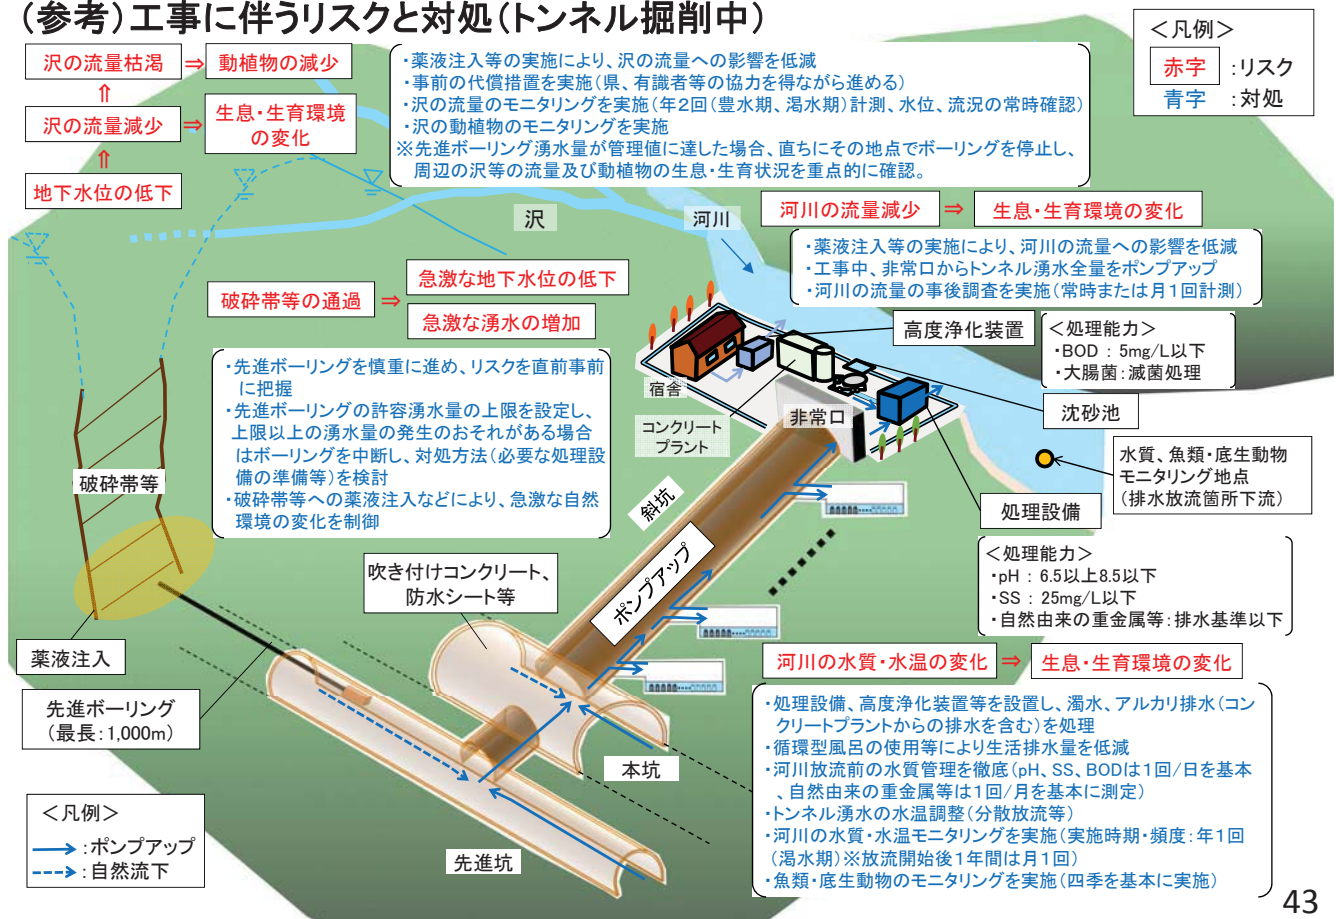 (参考)工事に伴うリスクと対処(トンネル掘削中)
＜凡例＞
赤字 :リスク
青字 :対処
沢の流量枯渇 ⇒ 動植物の減少
⇑
沢の流量減少 ⇒ 生息・生育環境
の変化
⇑
地下水位の低下
・薬液注入等の実施により、沢の流量への影響を低減
・事前の代償措置を実施(県、有識者等の協力を得ながら進める)
・沢の流量のモニタリングを実施(年2回(豊水期、渇水期)計測、水位、流況の常時確認)
・沢の動植物のモニタリングを実施
※先進ボーリング湧水量が管理値に達した場合、直ちにその地点でボーリングを停止し、
周辺の沢等の流量及び動植物の生息・生育状況を重点的に確認。
沢
河川
河川の流量減少 ⇒ 生息・生育環境の変化
・薬液注入等の実施により、河川の流量への影響を低減
・工事中、非常口からトンネル湧水全量をポンプアップ
・河川の流量の事後調査を実施(常時または月1回計測)
破砕帯等の通過 ⇒ 急激な地下水位の低下
急激な湧水の増加
・先進ボーリングを慎重に進め、リスクを直前事前
に把握
・先進ボーリングの許容湧水量の上限を設定し、
上限以上の湧水量の発生のおそれがある場合
はボーリングを中断し、対処方法(必要な処理設
備の準備等)を検討
・破砕帯等への薬液注入などにより、急激な自然
環境の変化を制御
高度浄化装置
＜処理能力＞
・BOD : 5mg/L以下
・大腸菌:滅菌処理
宿舎
コンクリート
プラント
非常口
沈砂池
水質、魚類・底生動物
モニタリング地点
(排水放流箇所下流)
処理設備
＜処理能力＞
・pH : 6.5以上8.5以下
・SS : 25mg/L以下
・自然由来の重金属等:排水基準以下
破砕帯等
斜坑
ポンプアップ
吹き付けコンクリート、
防水シート等
薬液注入
先進ボーリング
(最長:1,000m)
本坑
先進坑
河川の水質・水温の変化 ⇒ 生息・生育環境の変化
・処理設備、高度浄化装置等を設置し、濁水、アルカリ排水(コン
クリートプラントからの排水を含む)を処理
・循環型風呂の使用等により生活排水量を低減
・河川放流前の水質管理を徹底(pH、SS、BODは1回/日を基本
、自然由来の重金属等は1回/月を基本に測定)
・トンネル湧水の水温調整(分散放流等)
・河川の水質・水温モニタリングを実施(実施時期・頻度:年1回
(渇水期)※放流開始後1年間は月1回)
・魚類・底生動物のモニタリングを実施(四季を基本に実施)
＜凡例＞
:ポンプアップ
:自然流下
43